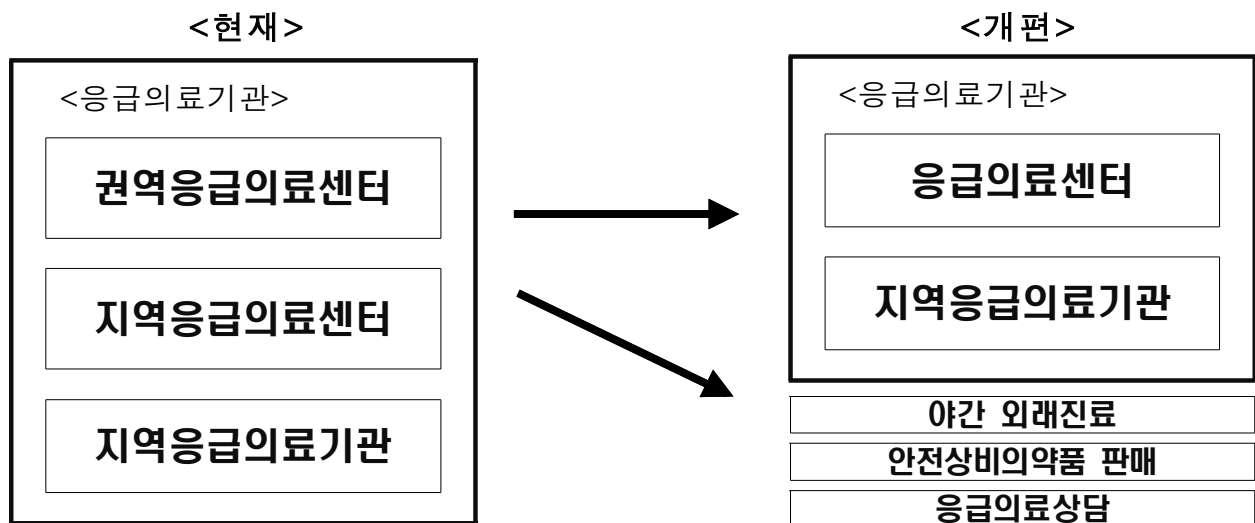 <현재>
<응급의료기관>
권역응급의료센터
지역응급의료센터
지역응급의료기관
<개편>
<응급의료기관>
응급의료센터
지역응급의료기관
야간 외래진료
안전상비의약품 판매
응급의료상담